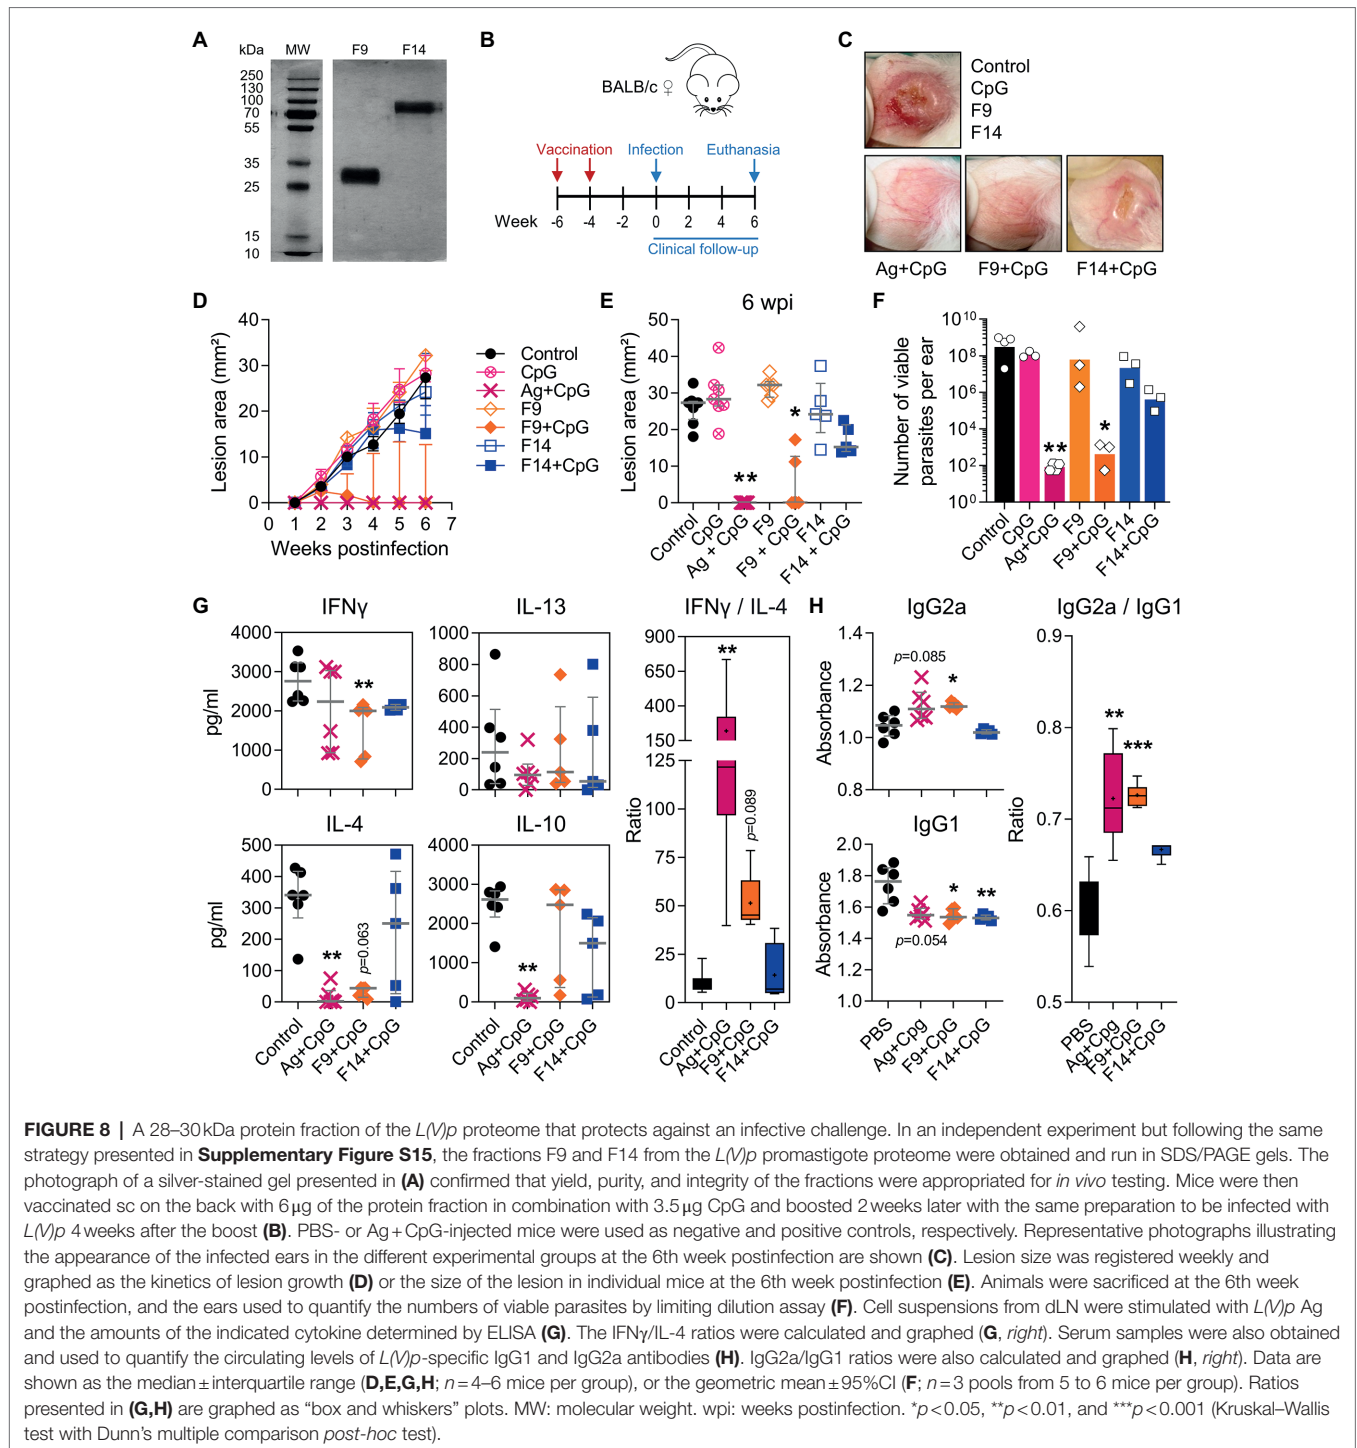 A
kDa MW F9 F14
250
130
100
70
55
35
25
15
10
B
BALB/c ♀
Vaccination Infection Euthanasia
Week -6 -4 -2 0 2 4 6
Clinical follow-up
C
Control
CpG
F9
F14
Ag+CpG F9+CpG F14+CpG
D
Lesion area (mm²)
40
30
20
10
0
0 1 2 3 4 5 6 7
Weeks postinfection
Control
CpG
Ag+CpG
F9
F9+CpG
F14
F14+CpG
E
6 wpi
Lesion area (mm²)
50
40
30
20
10
0
**
*
Control CpG Ag + CpG F9 F9 + CpG F14 F14 + CpG
F
Number of viable
parasites per ear
10¹⁰
10⁸
10⁶
10⁴
10²
10⁰
**
*
Control CpG Ag+CpG F9 F9+CpG F14 F14+CpG
G
IFNγ
pg/ml
4000
3000
2000
1000
0
**
IL-13
1000
800
600
400
200
0
IL-4
pg/ml
500
400
300
200
100
0
**
p=0.063
Control Ag+CpG F9+CpG F14+CpG
IL-10
4000
3000
2000
1000
0
**
Control Ag+CpG F9+CpG F14+CpG
IFNγ / IL-4
Ratio
900
650
400
150
125
100
75
50
25
0
**
p=0.089
Control Ag+CpG F9+CpG F14+CpG
H
IgG2a
Absorbance
1.4
1.2
1.0
0.8
p=0.085
*
IgG1
Absorbance
2.0
1.8
1.6
1.4
1.2
1.0
p=0.054
*
**
PBS Ag+Cpg F9+CpG F14+CpG
IgG2a / IgG1
Ratio
0.9
0.8
0.7
0.6
0.5
**
***
PBS Ag+Cpg F9+CpG F14+CpG
FIGURE 8 | A 28–30 kDa protein fraction of the L(V)p proteome that protects against an infective challenge. In an independent experiment but following the same
strategy presented in Supplementary Figure S15, the fractions F9 and F14 from the L(V)p promastigote proteome were obtained and run in SDS/PAGE gels. The
photograph of a silver-stained gel presented in (A) confirmed that yield, purity, and integrity of the fractions were appropriated for in vivo testing. Mice were then
vaccinated sc on the back with 6 μg of the protein fraction in combination with 3.5 μg CpG and boosted 2 weeks later with the same preparation to be infected with
L(V)p 4 weeks after the boost (B). PBS- or Ag + CpG-injected mice were used as negative and positive controls, respectively. Representative photographs illustrating
the appearance of the infected ears in the different experimental groups at the 6th week postinfection are shown (C). Lesion size was registered weekly and
graphed as the kinetics of lesion growth (D) or the size of the lesion in individual mice at the 6th week postinfection (E). Animals were sacrificed at the 6th week
postinfection, and the ears used to quantify the numbers of viable parasites by limiting dilution assay (F). Cell suspensions from dLN were stimulated with L(V)p Ag
and the amounts of the indicated cytokine determined by ELISA (G). The IFNγ/IL-4 ratios were calculated and graphed (G, right). Serum samples were also obtained
and used to quantify the circulating levels of L(V)p-specific IgG1 and IgG2a antibodies (H). IgG2a/IgG1 ratios were also calculated and graphed (H, right). Data are
shown as the median ± interquartile range (D,E,G,H; n = 4–6 mice per group), or the geometric mean ± 95%CI (F; n = 3 pools from 5 to 6 mice per group). Ratios
presented in (G,H) are graphed as “box and whiskers” plots. MW: molecular weight. wpi: weeks postinfection. *p < 0.05, **p < 0.01, and ***p < 0.001 (Kruskal–Wallis
test with Dunn’s multiple comparison post-hoc test).